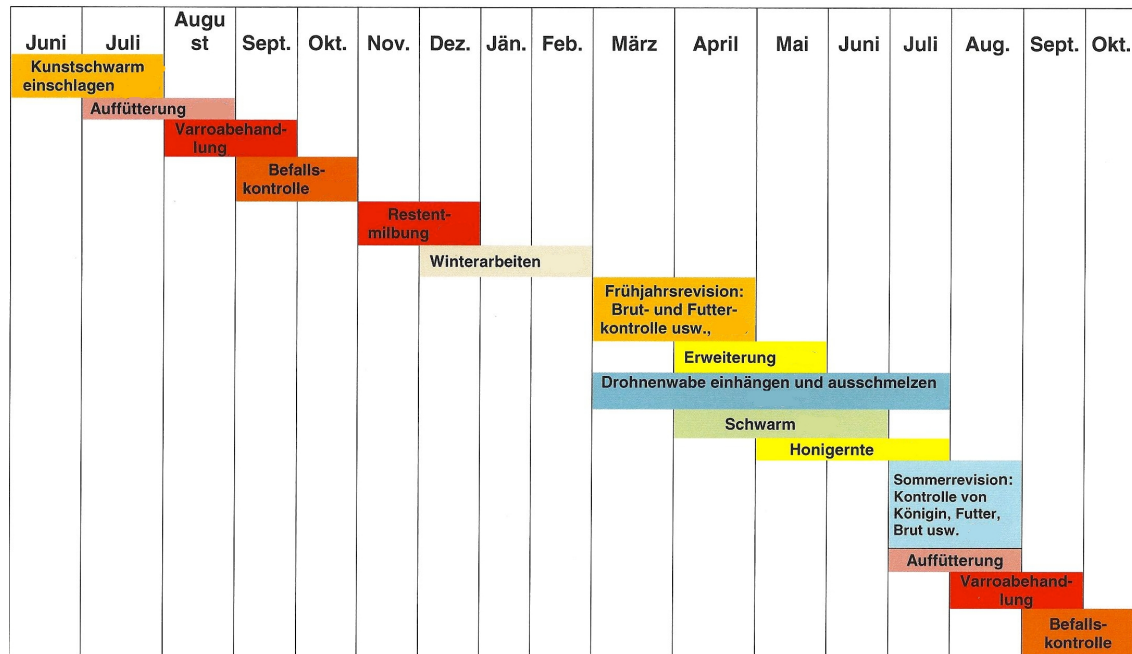 Augu
st
Juni Juli Sept. Okt. Nov. Dez. Jän. Feb. März April Mai Juni Juli Aug. Sept. Okt.
Kunstschwarm
einschlagen
Auffütterung
Varroabehand-
lung
Befalls-
kontrolle
Restent-
milbung
Winterarbeiten
Frühjahrsrevision:
Brut- und Futter-
kontrolle usw.,
Erweiterung
Drohnenwabe einhängen und ausschmelzen
Schwarm
Honigernte
Sommerrevision:
Kontrolle von
Königin, Futter,
Brut usw.
Auffütterung
Varroabehand-
lung
Befalls-
kontrolle